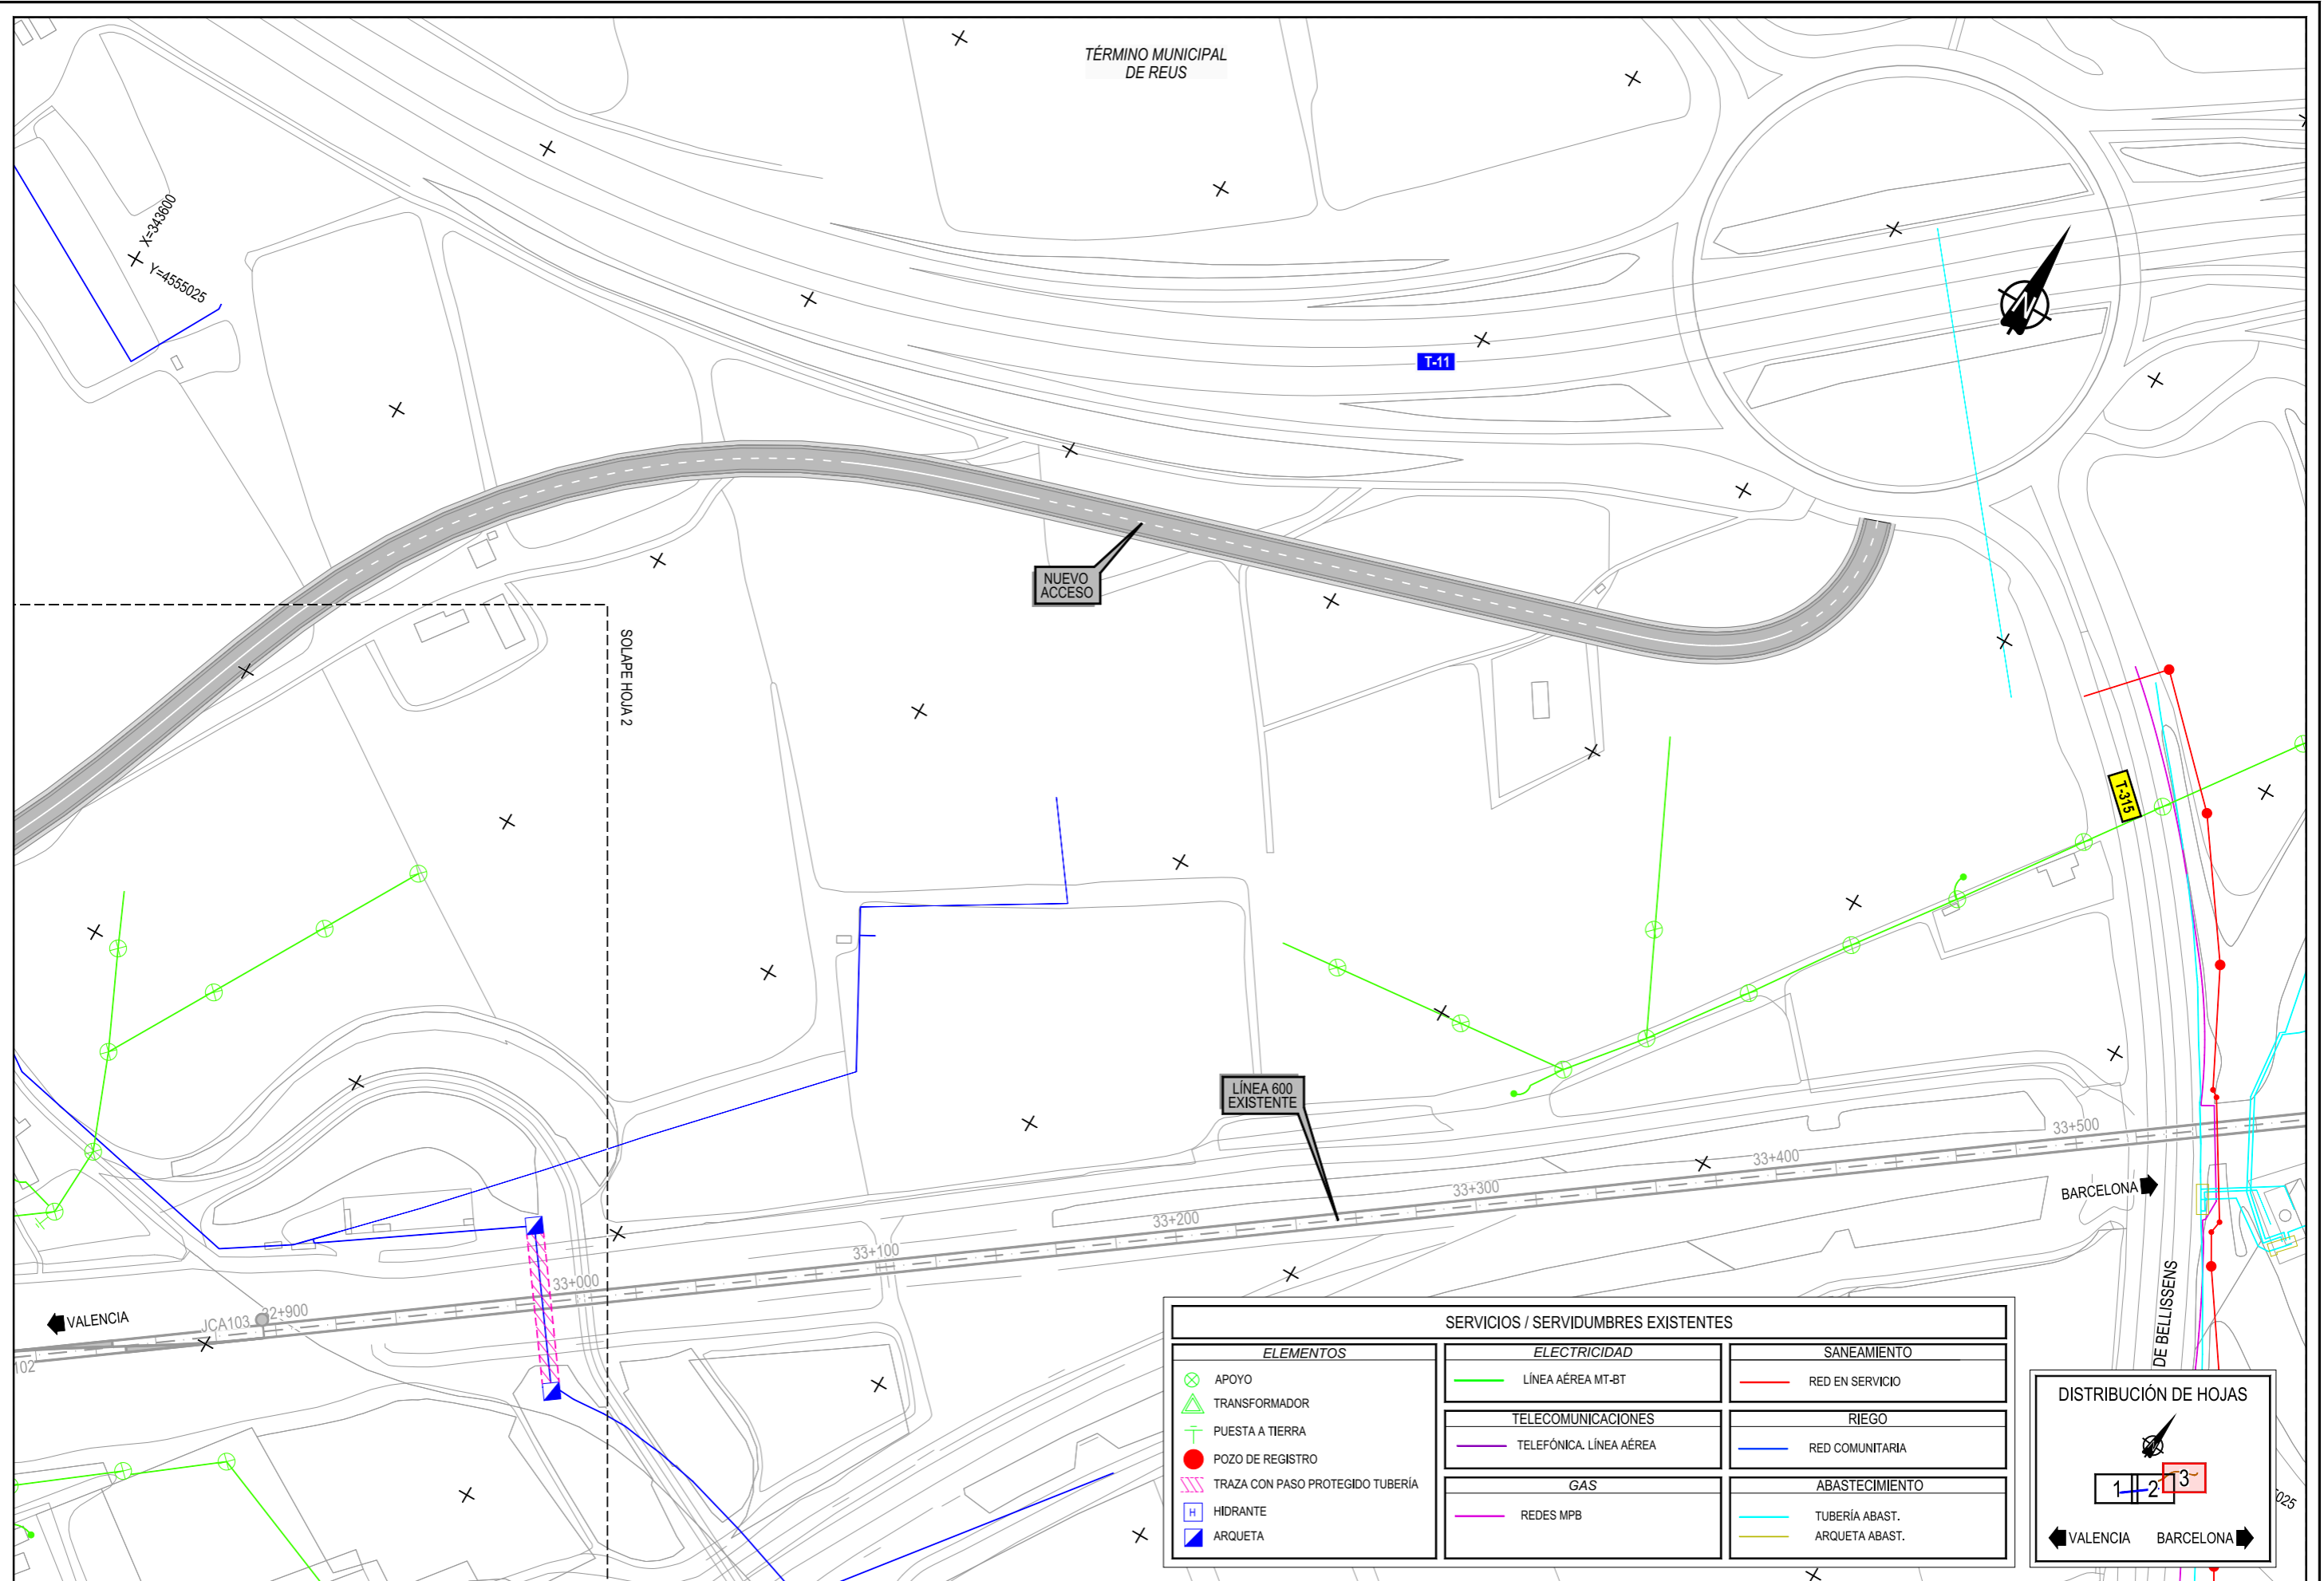 TÉRMINO MUNICIPAL
DE REUS
X=343600
Y=4555025
T-11
NUEVO
ACCESO
SOLAPE HOJA 2
T-315
LÍNEA 600
EXISTENTE
33+500
33+400
33+300
33+200
33+100
33+000
32+900
JCA103
102
BARCELONA
VALENCIA
DE BELLISSENS
SERVICIOS / SERVIDUMBRES EXISTENTES
ELEMENTOS
APOYO
TRANSFORMADOR
PUESTA A TIERRA
POZO DE REGISTRO
TRAZA CON PASO PROTEGIDO TUBERÍA
H HIDRANTE
ARQUETA
ELECTRICIDAD
LÍNEA AÉREA MT-BT
TELECOMUNICACIONES
TELEFÓNICA. LÍNEA AÉREA
GAS
REDES MPB
SANEAMIENTO
RED EN SERVICIO
RIEGO
RED COMUNITARIA
ABASTECIMIENTO
TUBERÍA ABAST.
ARQUETA ABAST.
DISTRIBUCIÓN DE HOJAS
1 2 3
VALENCIA BARCELONA
025
N